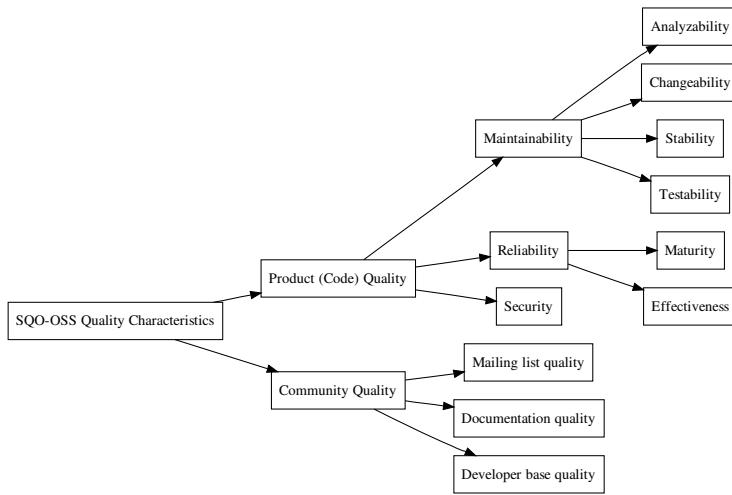 Analyzability
Changeability
Maintainability
Stability
Testability
Reliability
Maturity
Product (Code) Quality
Security
Effectiveness
SQO-OSS Quality Characteristics
Mailing list quality
Community Quality
Documentation quality
Developer base quality